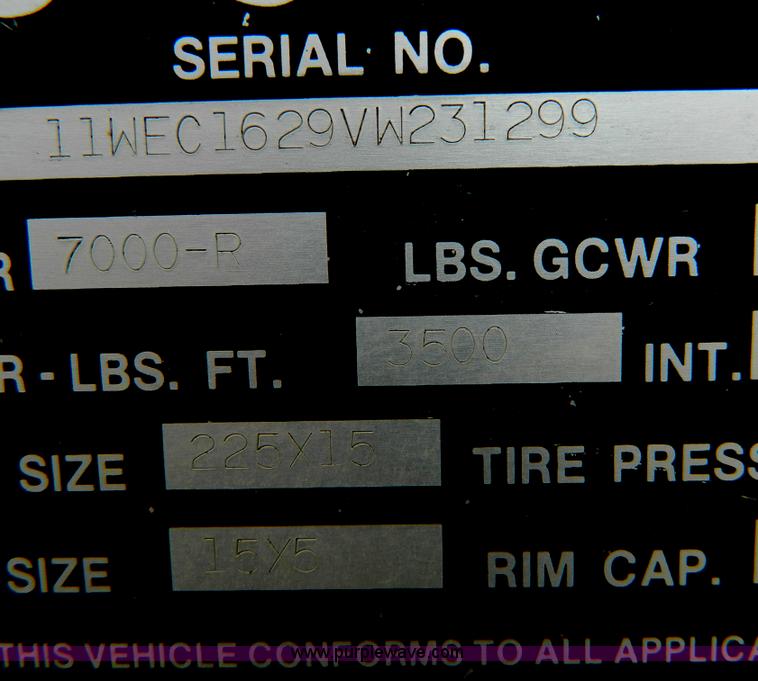 SERIAL NO.
11WEC1629VW231299
R 7000-R LBS. GCWR
R - LBS. FT. 3500 INT.
SIZE 225X15 TIRE PRESS
SIZE 15Y5 RIM CAP.
THIS VEHICLE CONFORMS TO ALL APPLICA
www.purplewave.com